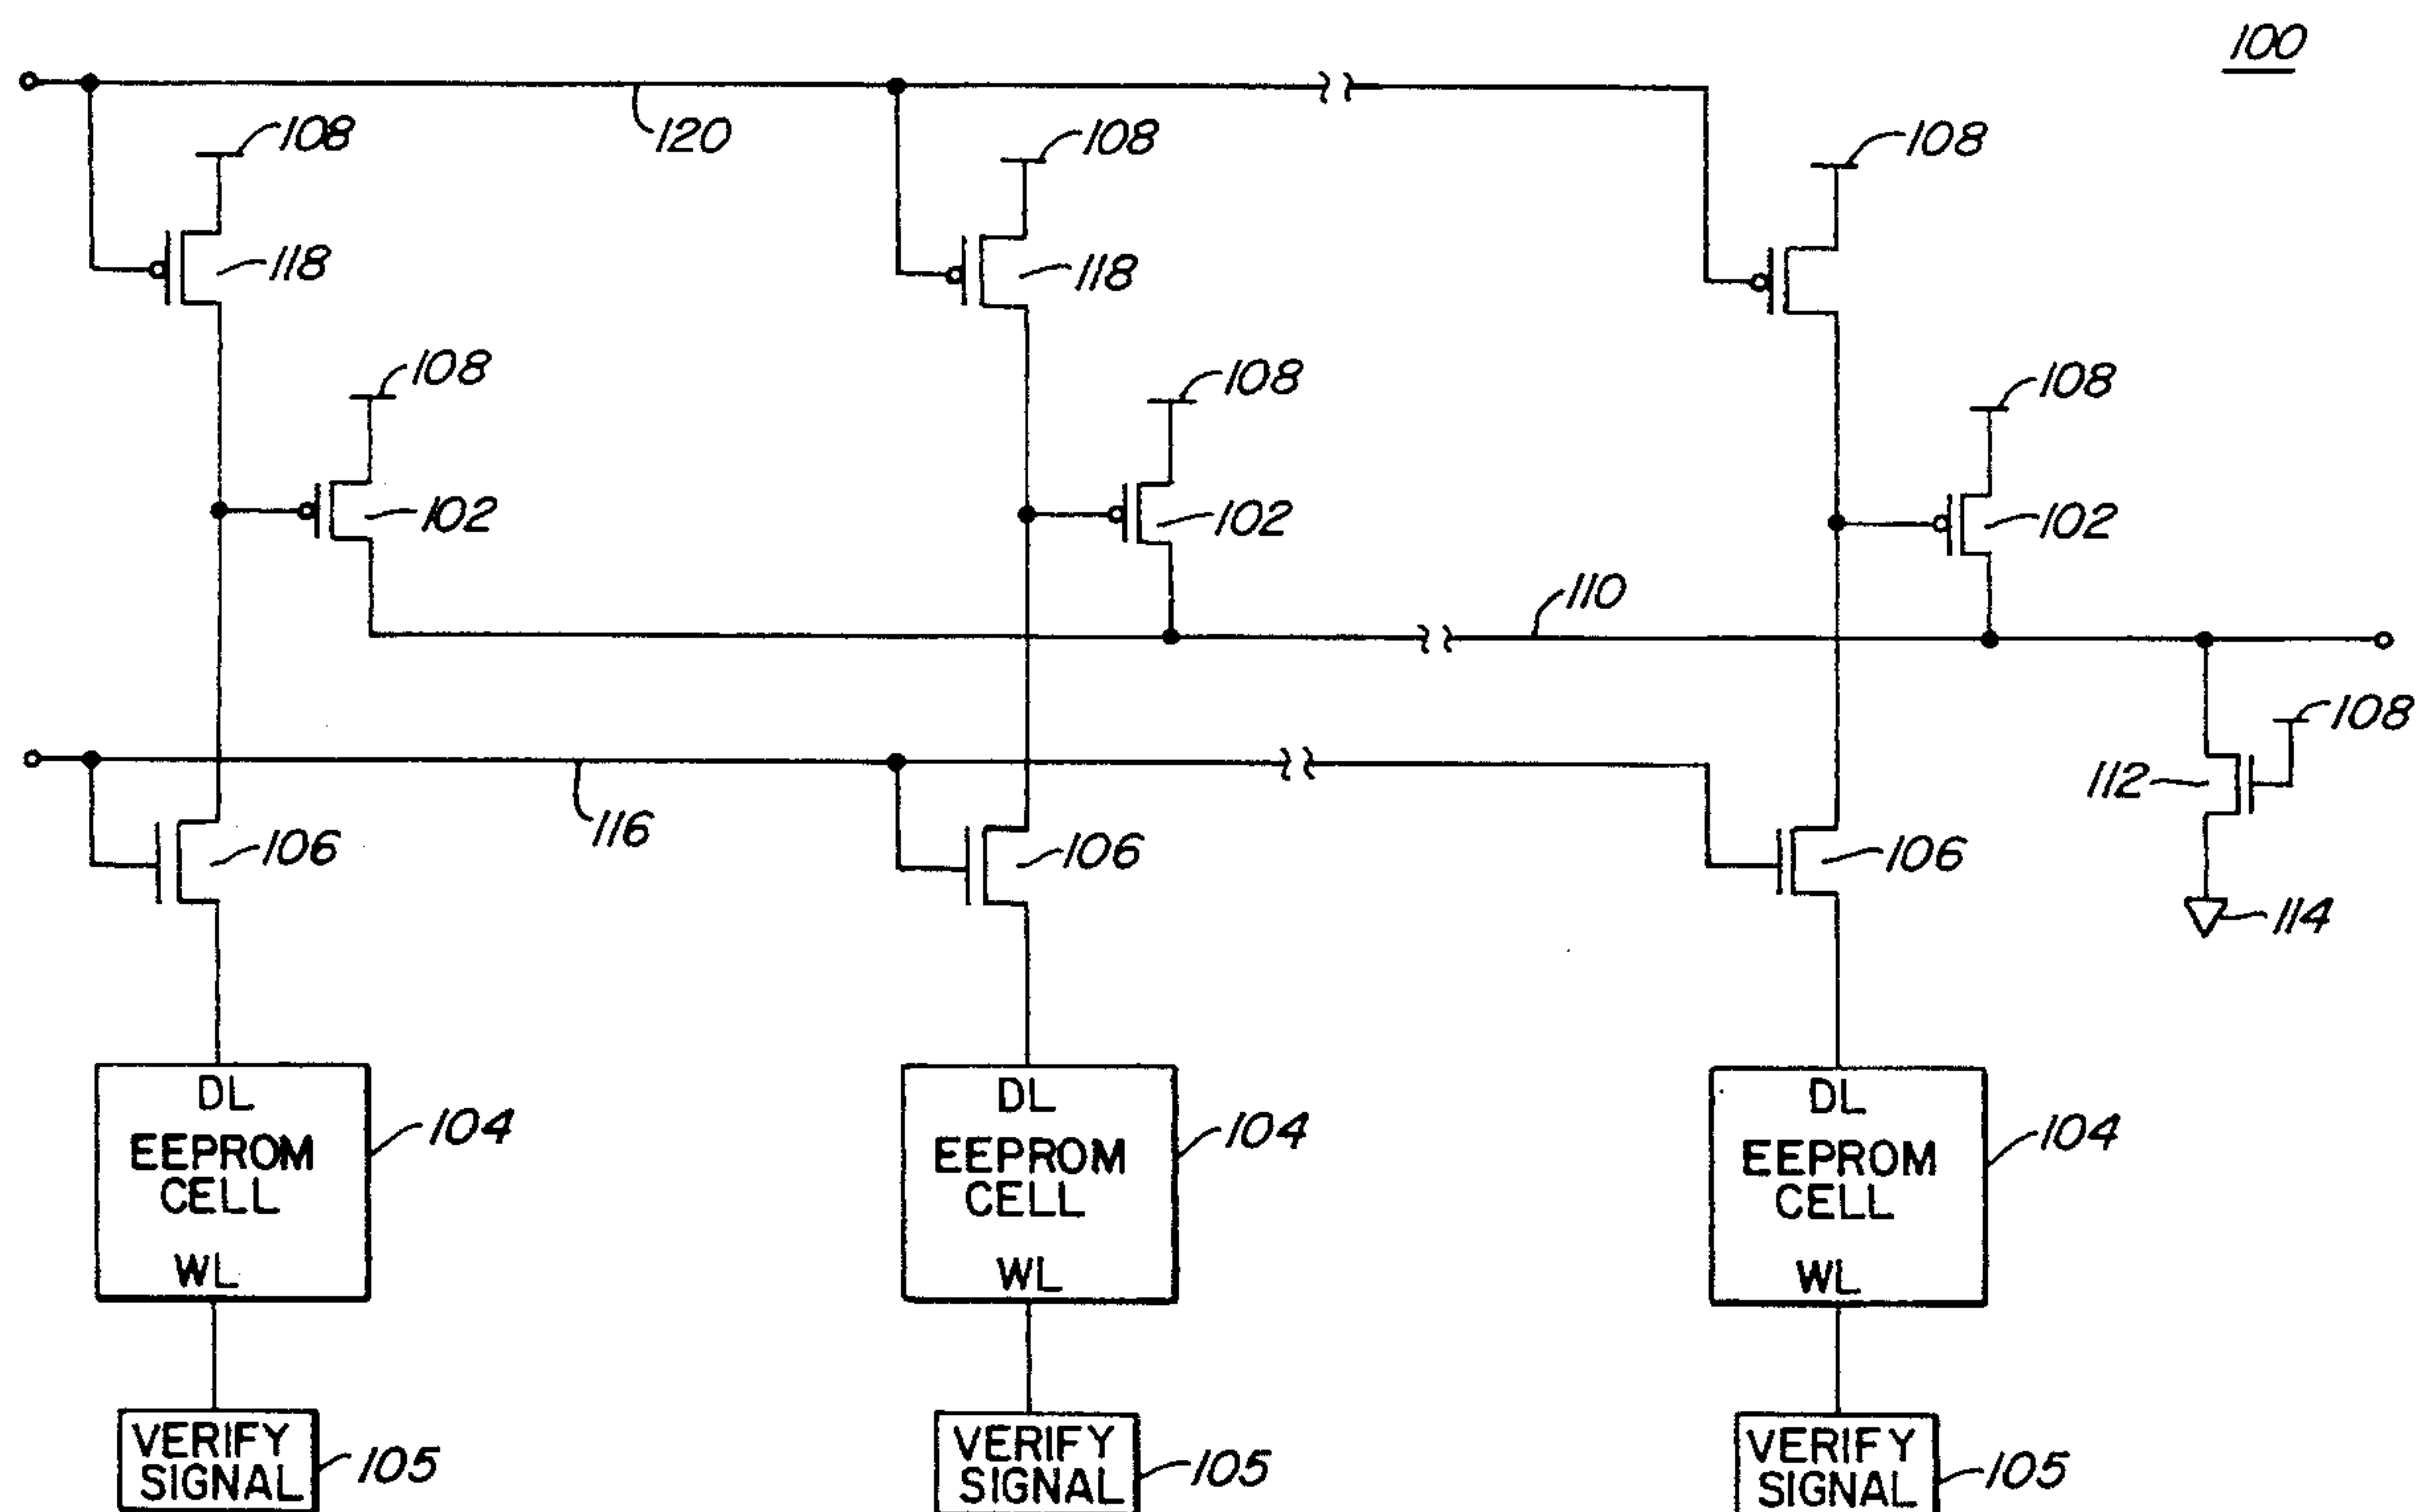 100
108
120
108
108
118
118
108
108
108
102
102
102
110
108
112
116
106
106
106
114
DL
EEPROM
CELL
WL
104
DL
EEPROM
CELL
WL
104
DL
EEPROM
CELL
WL
104
VERIFY
SIGNAL
105
VERIFY
SIGNAL
105
VERIFY
SIGNAL
105